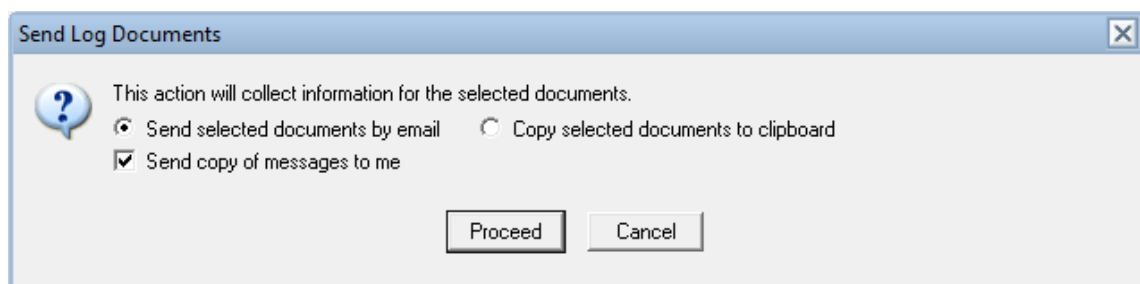 Send Log Documents
This action will collect information for the selected documents.
Send selected documents by email Copy selected documents to clipboard
Send copy of messages to me
Proceed Cancel